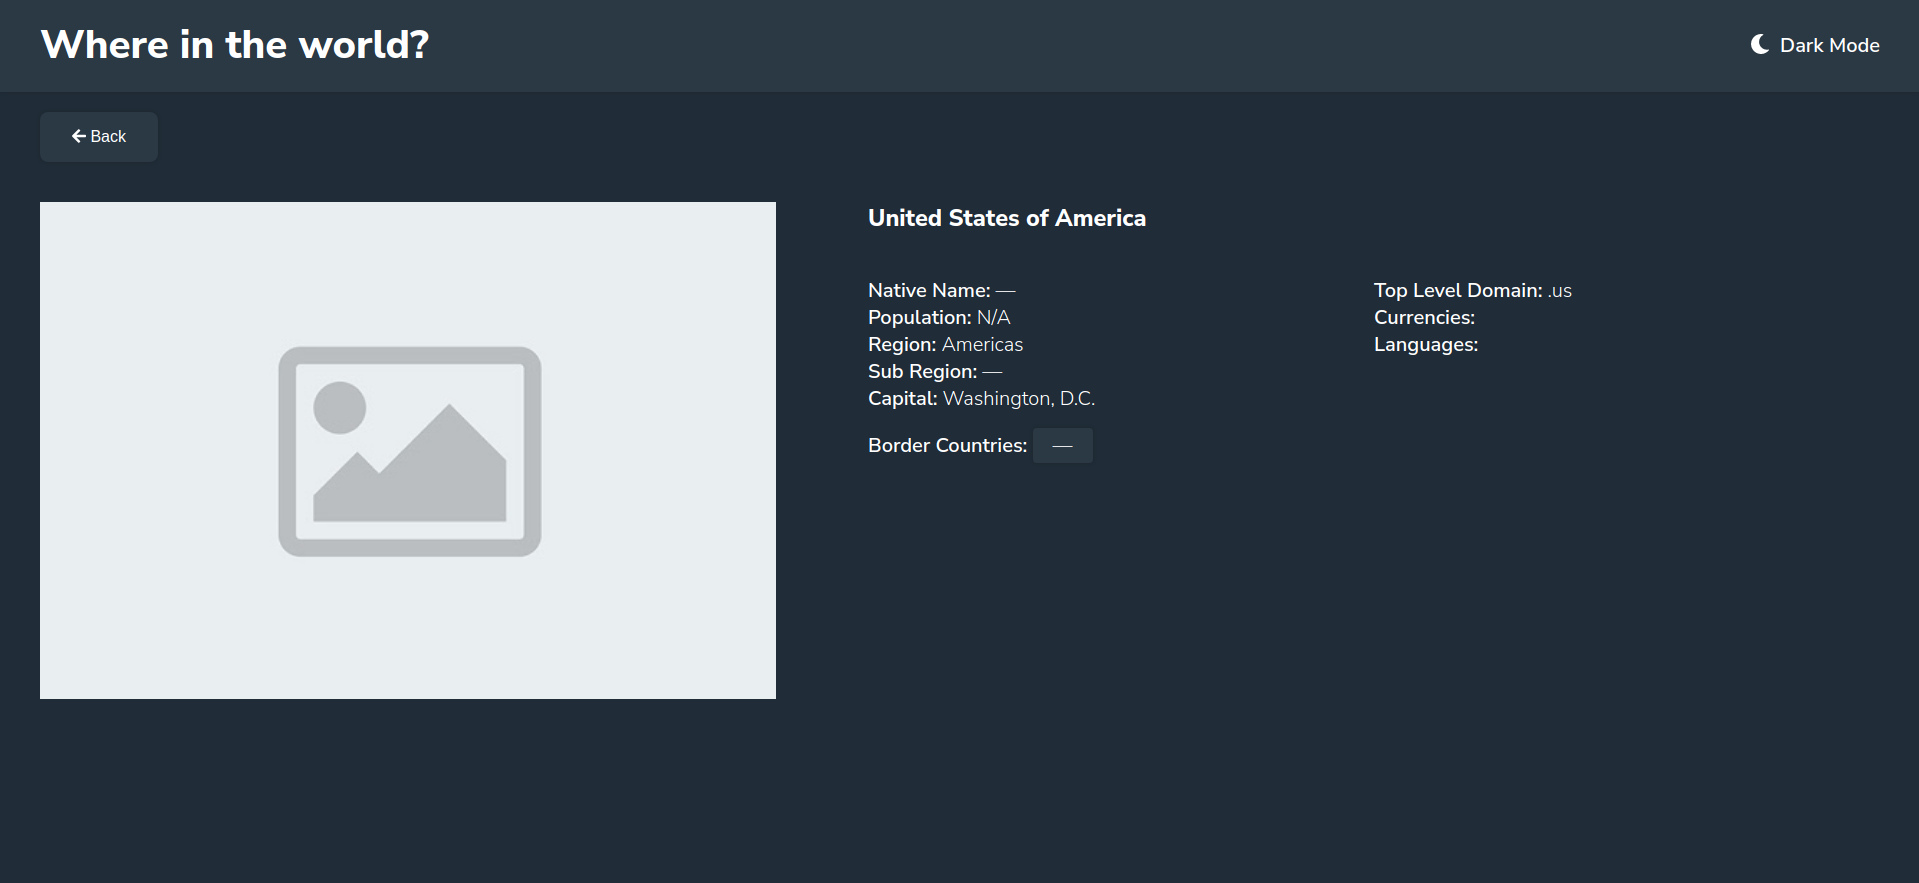 Where in the world?
Dark Mode
Back
United States of America
Native Name: —
Population: N/A
Region: Americas
Sub Region: —
Capital: Washington, D.C.
Top Level Domain: .us
Currencies:
Languages:
Border Countries: —